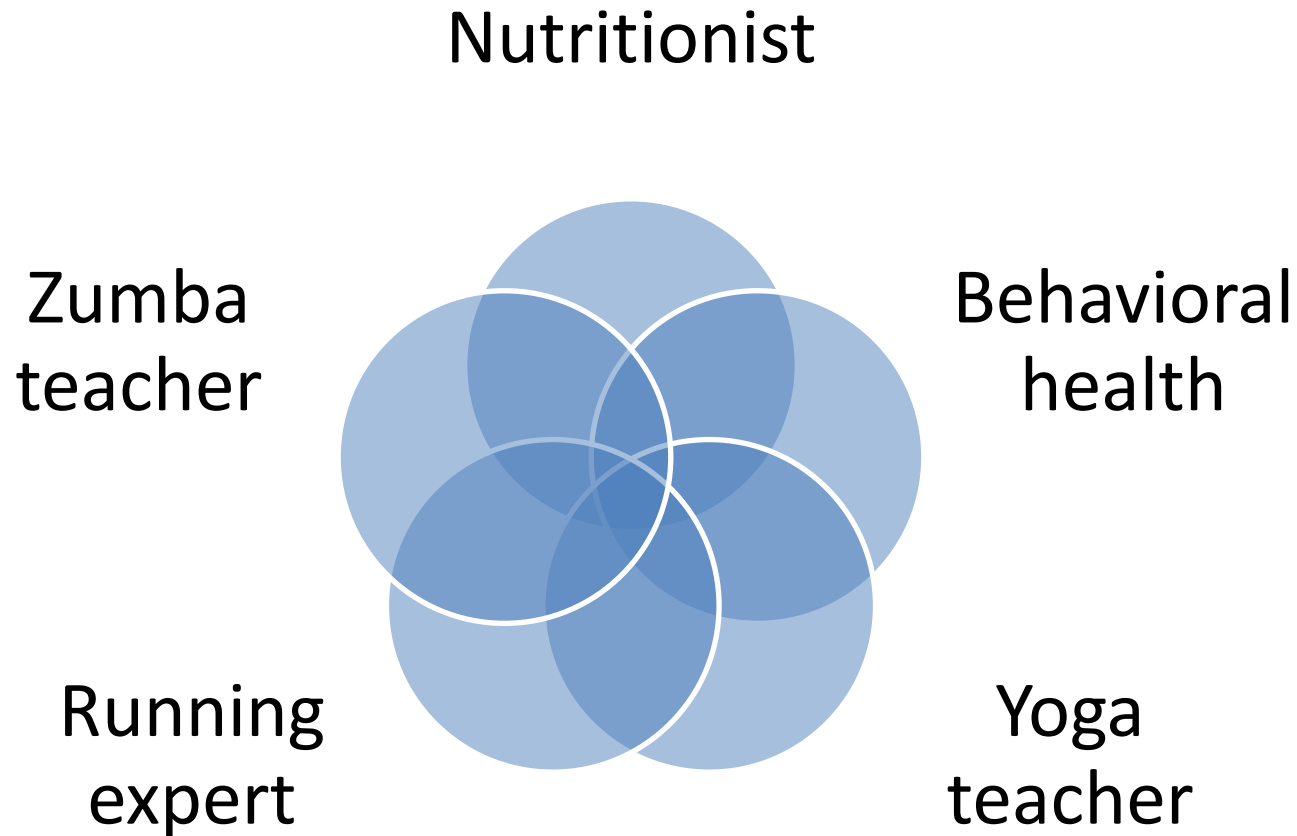 Nutritionist
Zumba
teacher
Behavioral
health
Running
expert
Yoga
teacher